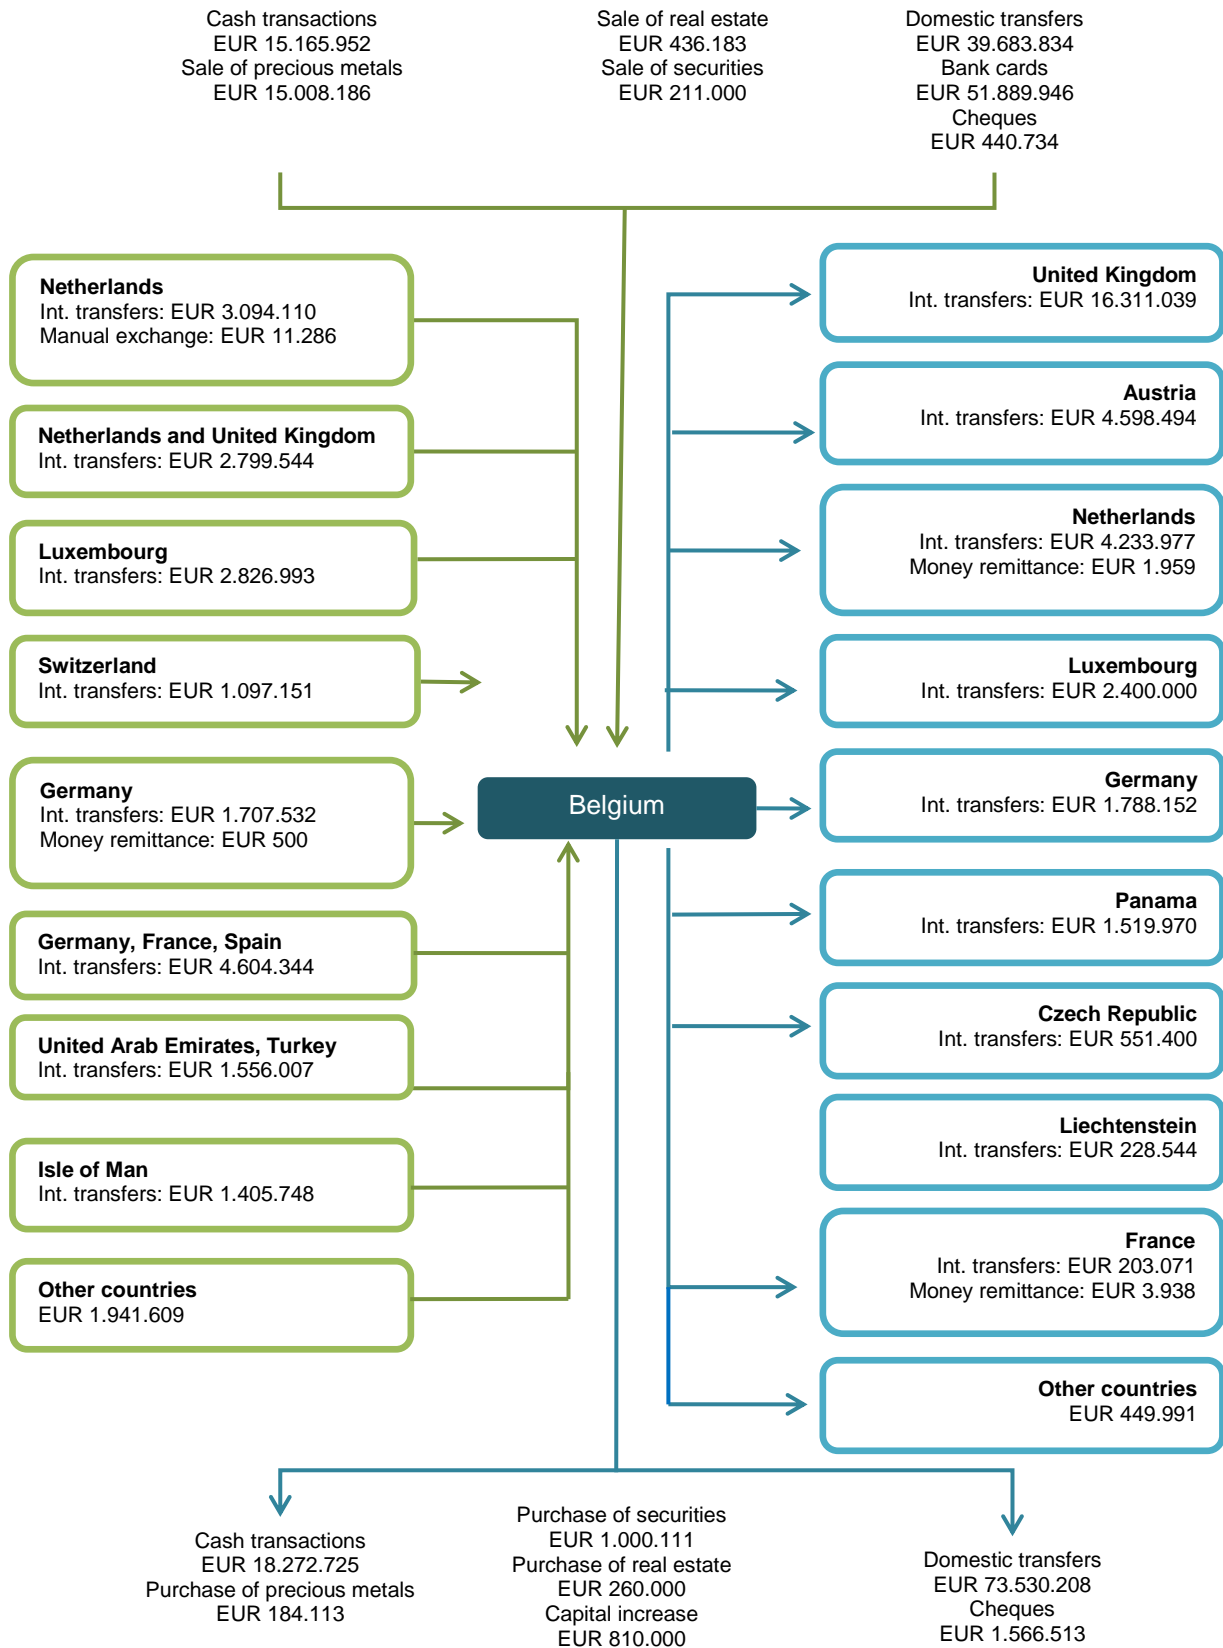 Cash transactions
EUR 15.165.952
Sale of precious metals
EUR 15.008.186
Sale of real estate
EUR 436.183
Sale of securities
EUR 211.000
Domestic transfers
EUR 39.683.834
Bank cards
EUR 51.889.946
Cheques
EUR 440.734
Netherlands
Int. transfers: EUR 3.094.110
Manual exchange: EUR 11.286
Netherlands and United Kingdom
Int. transfers: EUR 2.799.544
Luxembourg
Int. transfers: EUR 2.826.993
Switzerland
Int. transfers: EUR 1.097.151
Germany
Int. transfers: EUR 1.707.532
Money remittance: EUR 500
Germany, France, Spain
Int. transfers: EUR 4.604.344
United Arab Emirates, Turkey
Int. transfers: EUR 1.556.007
Isle of Man
Int. transfers: EUR 1.405.748
Other countries
EUR 1.941.609
Belgium
United Kingdom
Int. transfers: EUR 16.311.039
Austria
Int. transfers: EUR 4.598.494
Netherlands
Int. transfers: EUR 4.233.977
Money remittance: EUR 1.959
Luxembourg
Int. transfers: EUR 2.400.000
Germany
Int. transfers: EUR 1.788.152
Panama
Int. transfers: EUR 1.519.970
Czech Republic
Int. transfers: EUR 551.400
Liechtenstein
Int. transfers: EUR 228.544
France
Int. transfers: EUR 203.071
Money remittance: EUR 3.938
Other countries
EUR 449.991
Cash transactions
EUR 18.272.725
Purchase of precious metals
EUR 184.113
Purchase of securities
EUR 1.000.111
Purchase of real estate
EUR 260.000
Capital increase
EUR 810.000
Domestic transfers
EUR 73.530.208
Cheques
EUR 1.566.513